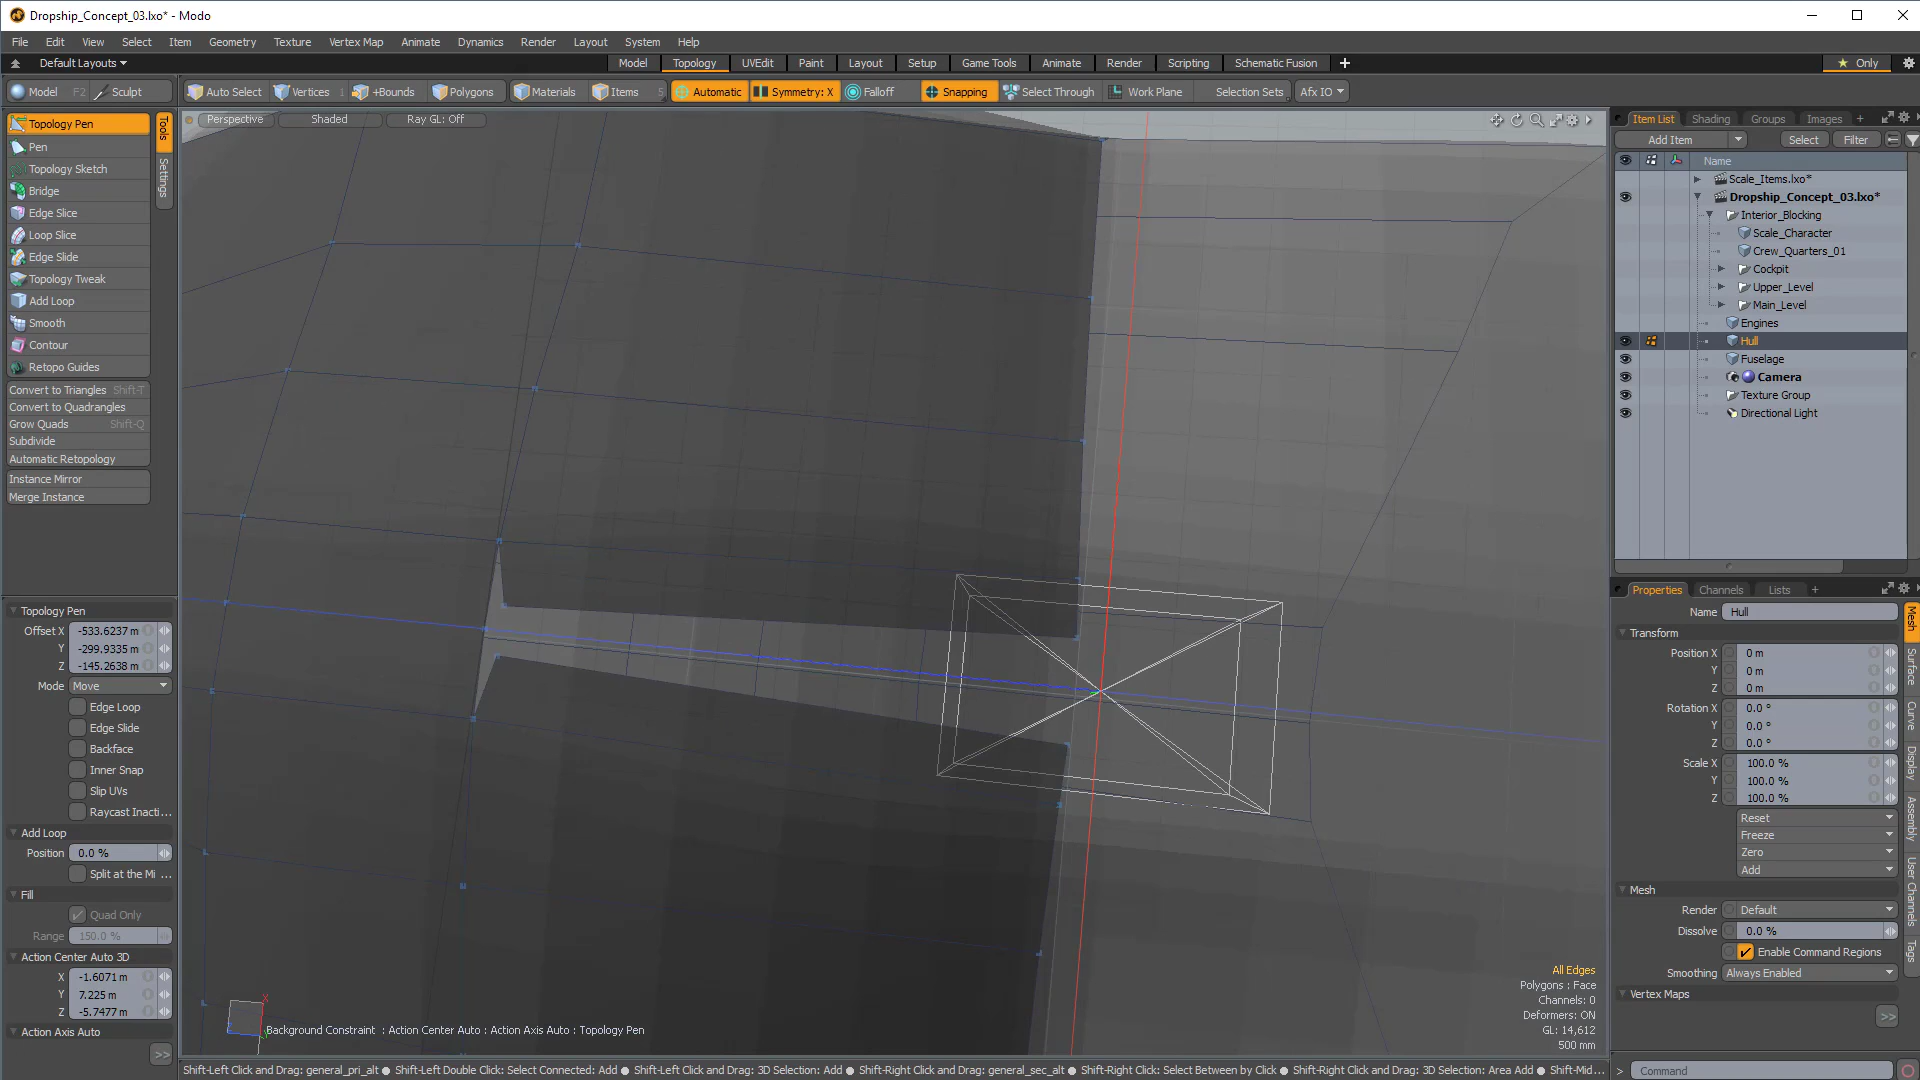 Dropship_Concept_03.lxo* - Modo
File Edit View Select Item Geometry Texture Vertex Map Animate Dynamics Render Layout System Help
Default Layouts Model Topology UVEdit Paint Layout Setup Game Tools Animate Render Scripting Schematic Fusion + Only
Model F2 Sculpt Auto Select Vertices 1 +Bounds Polygons Materials Items 5 Automatic Symmetry: X Falloff Snapping Select Through Work Plane Selection Sets Afx IO
Topology Pen
Pen
Topology Sketch
Bridge
Edge Slice
Loop Slice
Edge Slide
Topology Tweak
Add Loop
Smooth
Contour
Retopo Guides
Convert to Triangles Shift-T
Convert to Quadrangles
Grow Quads Shift-Q
Subdivide
Automatic Retopology
Instance Mirror
Merge Instance
Tools
Settings
Topology Pen
Offset X -533.6237 m
Y -299.9335 m
Z -145.2638 m
Mode Move
Edge Loop
Edge Slide
Backface
Inner Snap
Slip UVs
Raycast Inacti...
Add Loop
Position 0.0 %
Split at the Mi ...
Fill
Quad Only
Range 150.0 %
Action Center Auto 3D
X -1.6071 m
Y 7.225 m
Z -5.7477 m
Action Axis Auto
>>
Perspective Shaded Ray GL: Off
X
Background Constraint : Action Center Auto : Action Axis Auto : Topology Pen
All Edges
Polygons : Face
Channels: 0
Deformers: ON
GL: 14,612
500 mm
Item List Shading Groups Images +
Add Item Select Filter
Name
Scale_Items.lxo*
Dropship_Concept_03.lxo*
Interior_Blocking
Scale_Character
Crew_Quarters_01
Cockpit
Upper_Level
Main_Level
Engines
Hull
Fuselage
Camera
Texture Group
Directional Light
Properties Channels Lists +
Name Hull
Transform
Position X 0 m
Y 0 m
Z 0 m
Rotation X 0.0 °
Y 0.0 °
Z 0.0 °
Scale X 100.0 %
Y 100.0 %
Z 100.0 %
Reset
Freeze
Zero
Add
Mesh
Render Default
Dissolve 0.0 %
Enable Command Regions
Smoothing Always Enabled
Vertex Maps
>>
Mesh
Surface
Curve
Display
Assembly
User Channels
Tags
Shift-Left Click and Drag: general_pri_alt ● Shift-Left Double Click: Select Connected: Add ● Shift-Left Click and Drag: 3D Selection: Add ● Shift-Right Click and Drag: general_sec_alt ● Shift-Right Click: Select Between by Click ● Shift-Right Click and Drag: 3D Selection: Area Add ● Shift-Mid...
> Command